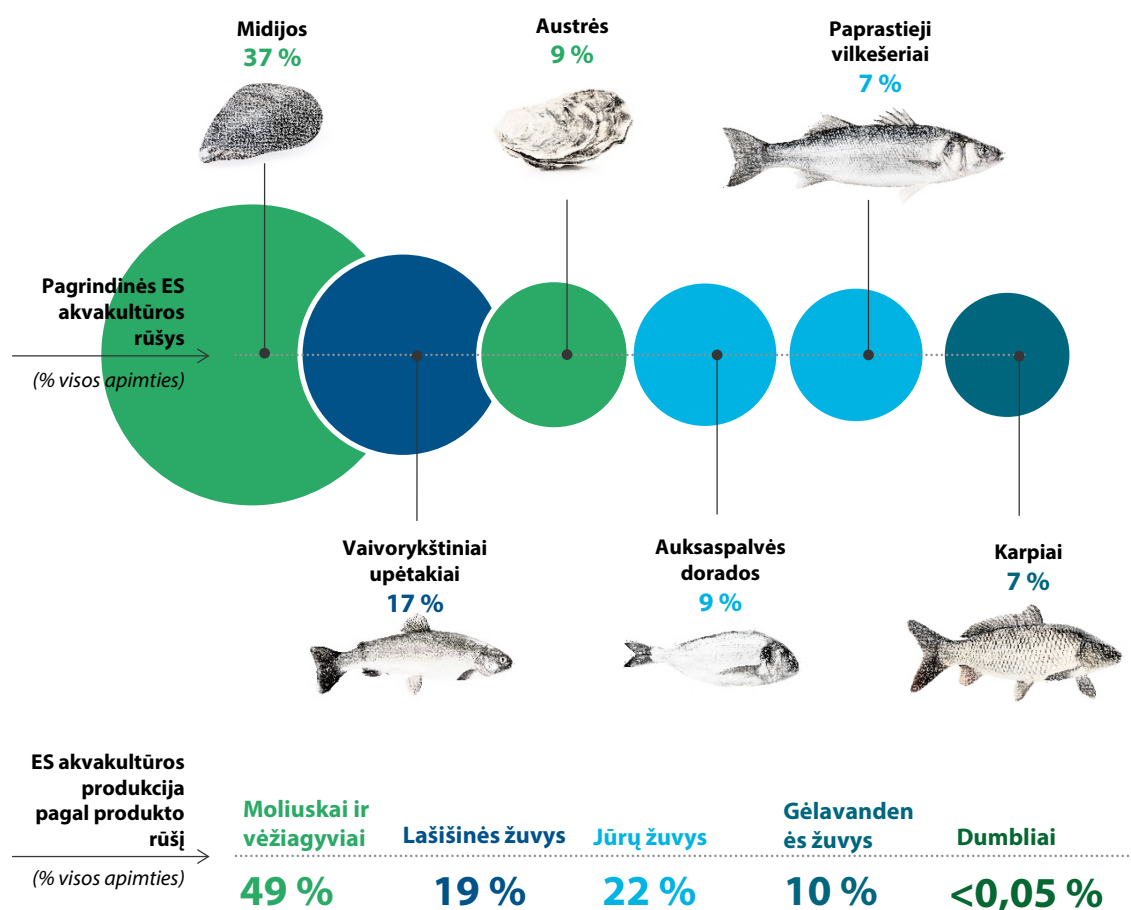 Midijos
37 %
Austrės
9 %
Paprastieji
vilkešeriai
7 %
Pagrindinės ES
akvakultūros
rūšys
(% visos apimties)
Vaivorykštiniai
upėtakiai
17 %
Auksaspalvės
dorados
9 %
Karpiai
7 %
ES akvakultūros
produkcija
pagal produkto
rūšį
(% visos apimties)
Moliuskai ir
vėžiagyviai
49 %
Lašišinės žuvys
19 %
Jūrų žuvys
22 %
Gėlavanden
ės žuvys
10 %
Dumbliai
<0,05 %